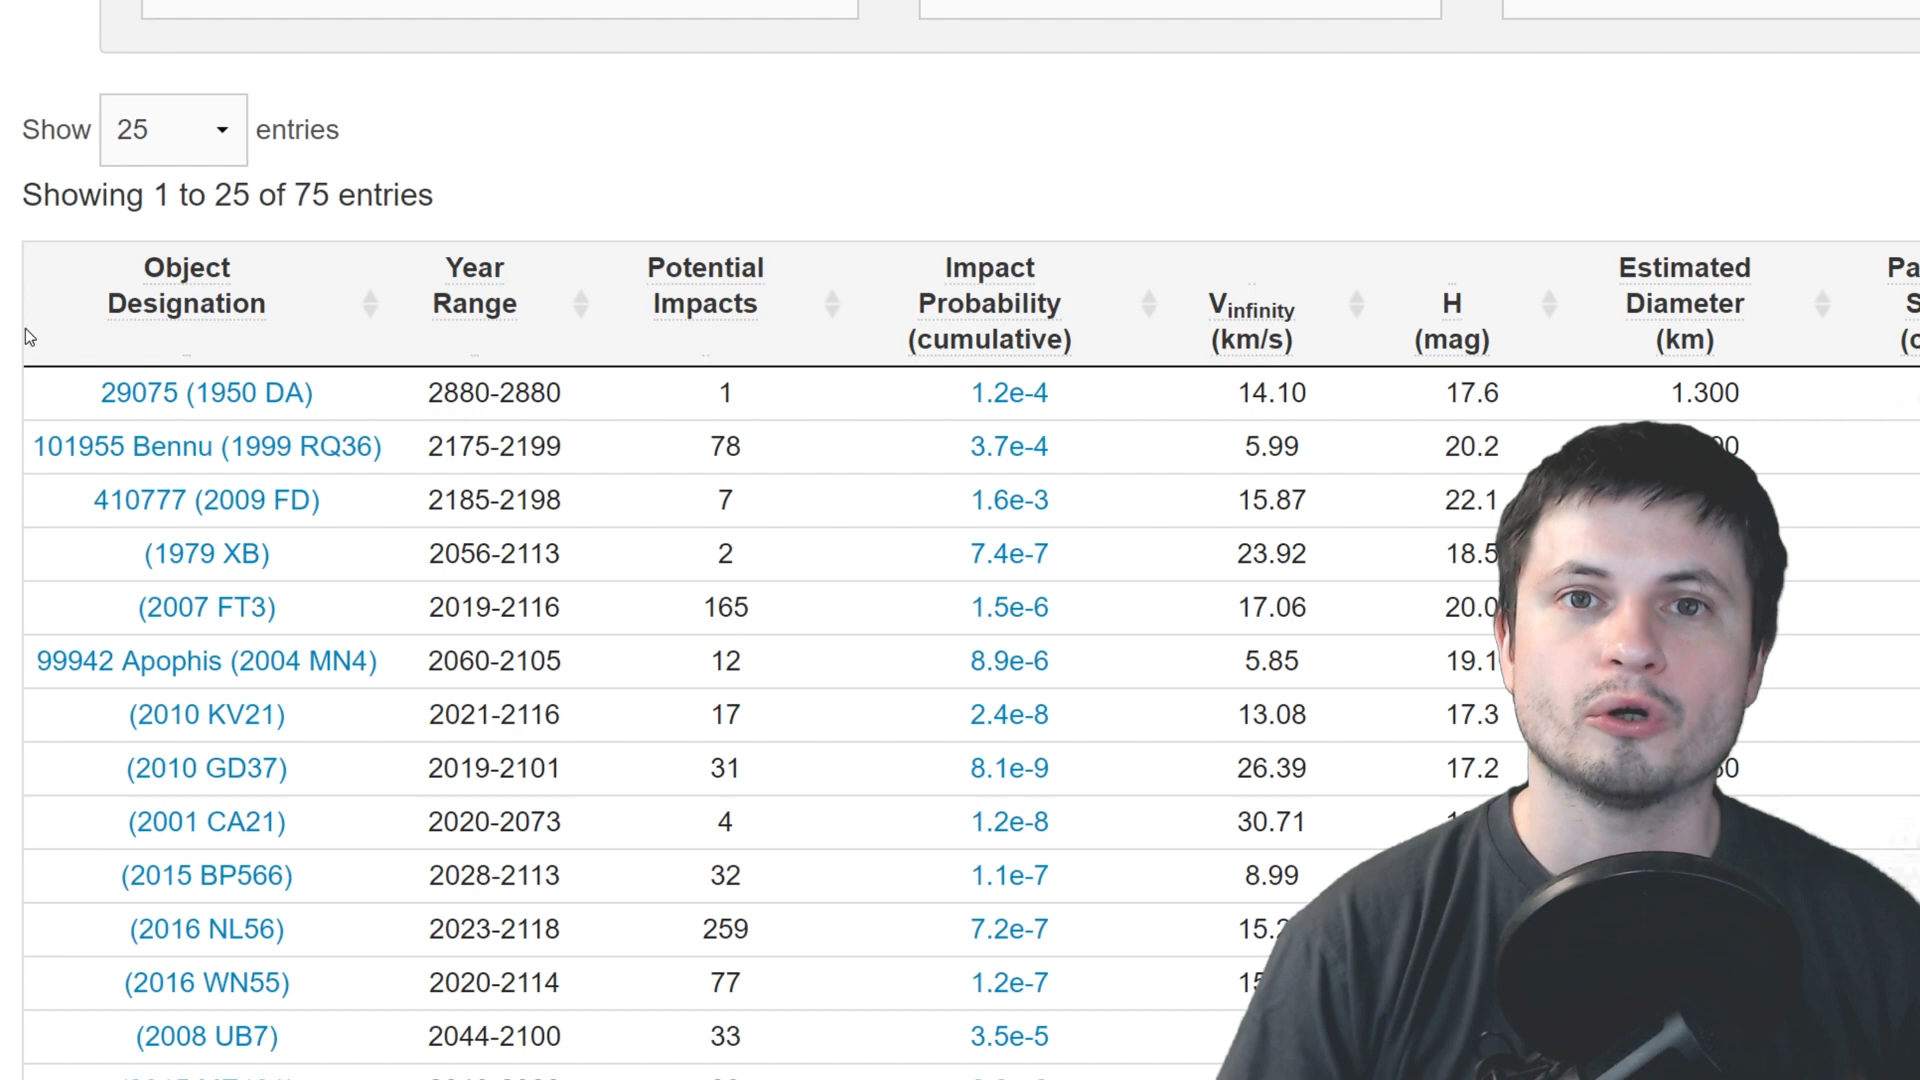 Show 25 entries
Showing 1 to 25 of 75 entries
Object Designation Year Range Potential Impacts Impact Probability (cumulative) Vinfinity (km/s) H (mag) Estimated Diameter (km)
29075 (1950 DA) 2880-2880 1 1.2e-4 14.10 17.6 1.300
101955 Bennu (1999 RQ36) 2175-2199 78 3.7e-4 5.99 20.2
410777 (2009 FD) 2185-2198 7 1.6e-3 15.87 22.1
(1979 XB) 2056-2113 2 7.4e-7 23.92 18.5
(2007 FT3) 2019-2116 165 1.5e-6 17.06 20.0
99942 Apophis (2004 MN4) 2060-2105 12 8.9e-6 5.85 19.1
(2010 KV21) 2021-2116 17 2.4e-8 13.08 17.3
(2010 GD37) 2019-2101 31 8.1e-9 26.39 17.2
(2001 CA21) 2020-2073 4 1.2e-8 30.71
(2015 BP566) 2028-2113 32 1.1e-7 8.99
(2016 NL56) 2023-2118 259 7.2e-7
(2016 WN55) 2020-2114 77 1.2e-7
(2008 UB7) 2044-2100 33 3.5e-5